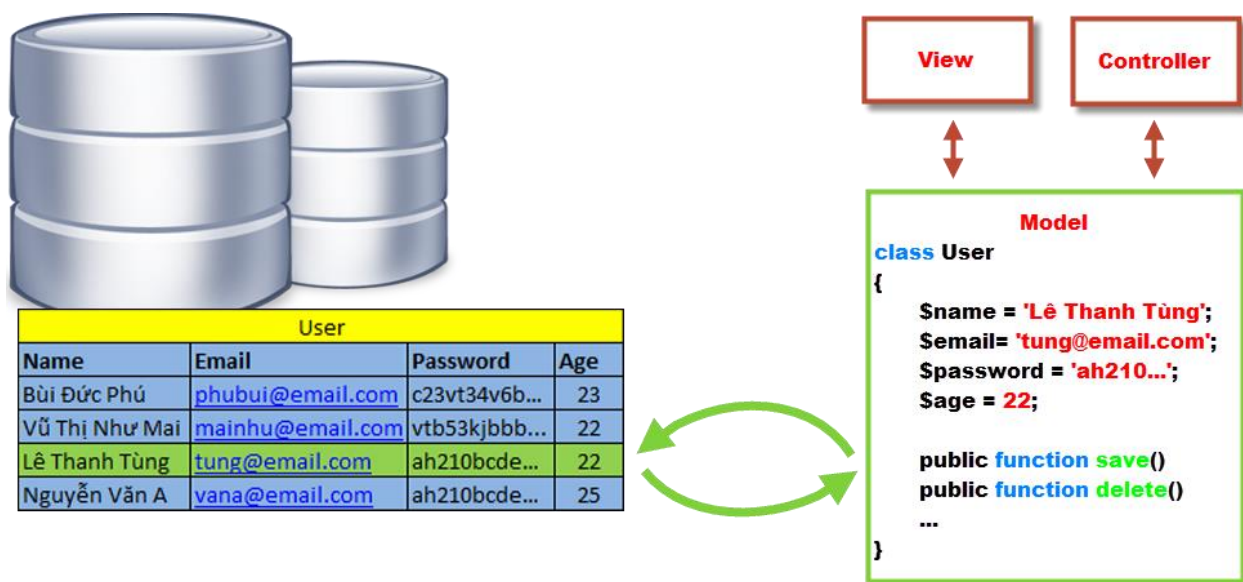 View
Controller
Model
class User
{
$name = 'Lê Thanh Tùng';
$email= 'tung@email.com';
$password = 'ah210...';
$age = 22;
public function save()
public function delete()
...
}
User
Name Email Password Age
Bùi Đức Phú phubui@email.com c23vt34v6b... 23
Vũ Thị Như Mai mainhu@email.com vtb53kjbbb... 22
Lê Thanh Tùng tung@email.com ah210bcde... 22
Nguyễn Văn A vana@email.com ah210bcde... 25